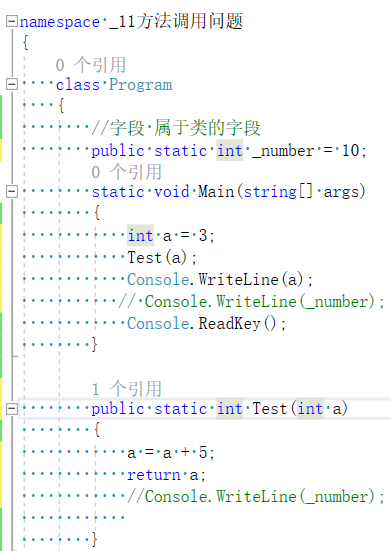 namespace _11方法调用问题
{
0 个引用
class Program
{
//字段 属于类的字段
public static int _number = 10;
0 个引用
static void Main(string[] args)
{
int a = 3;
Test(a);
Console.WriteLine(a);
// Console.WriteLine(_number);
Console.ReadKey();
}
1 个引用
public static int Test(int a)
{
a = a + 5;
return a;
//Console.WriteLine(_number);
}